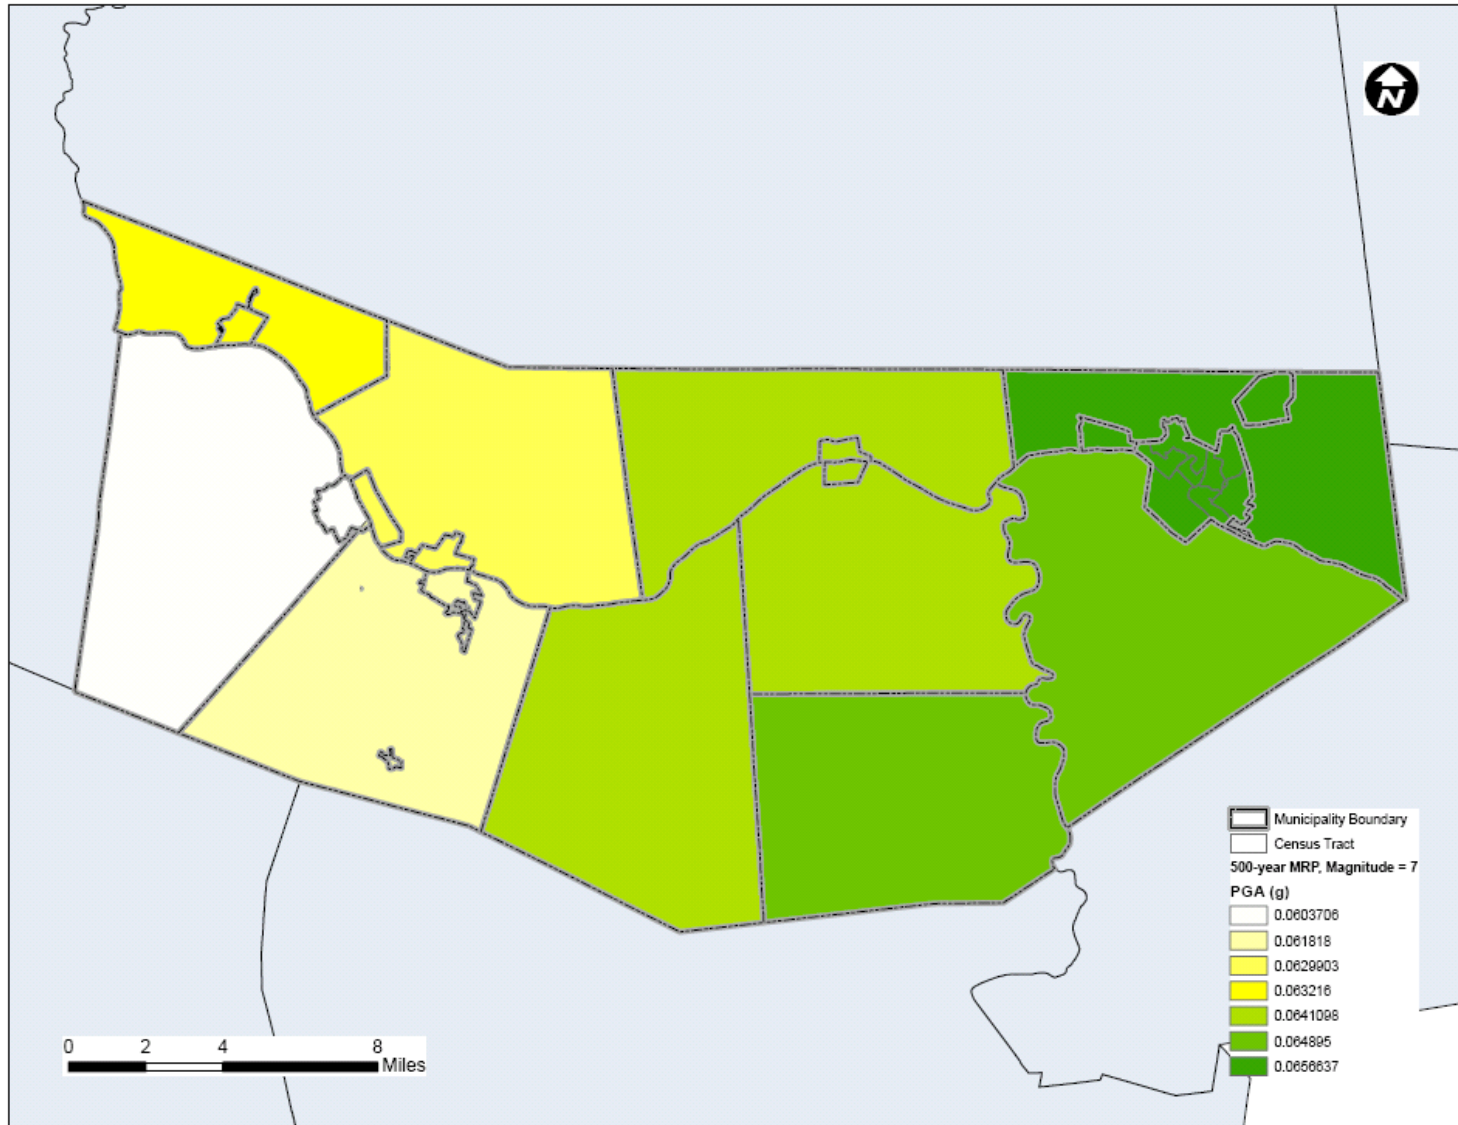 N
Municipality Boundary
Census Tract
500-year MRP, Magnitude = 7
PGA (g)
0.0603706
0.061818
0.0629903
0.063216
0.0641098
0.064895
0.0656637
0 2 4 8
Miles